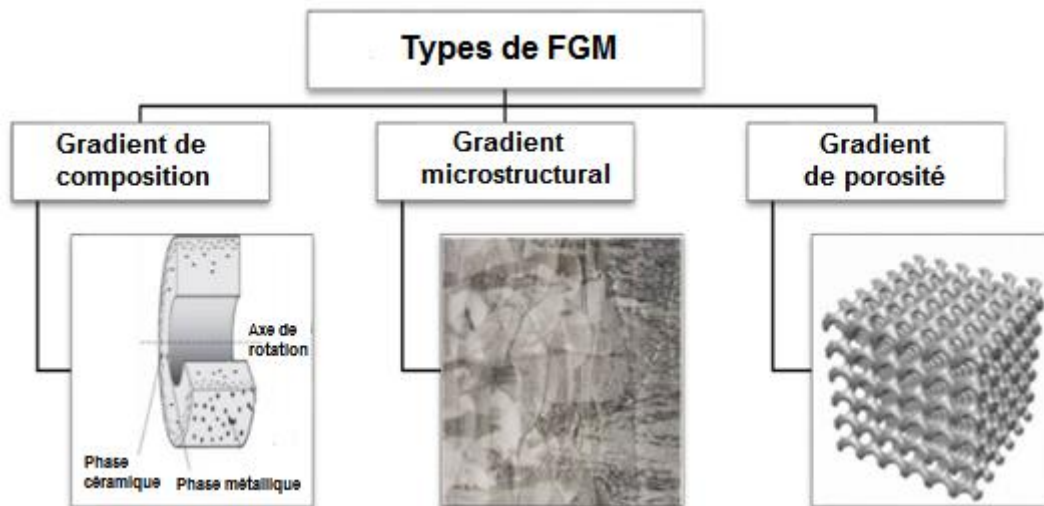 Types de FGM
Gradient de
composition
Gradient
microstructural
Gradient
de porosité
Axe de
rotation
Phase
céramique
Phase métallique